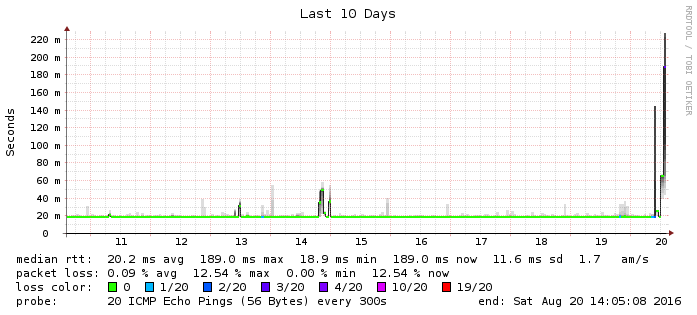 Last 10 Days
RRDTOOL / TOBI OETIKER
Seconds
220 m
200 m
180 m
160 m
140 m
120 m
100 m
80 m
60 m
40 m
20 m
0
11 12 13 14 15 16 17 18 19 20
median rtt: 20.2 ms avg 189.0 ms max 18.9 ms min 189.0 ms now 11.6 ms sd 1.7 am/s
packet loss: 0.09 % avg 12.54 % max 0.00 % min 12.54 % now
loss color: 0 1/20 2/20 3/20 4/20 10/20 19/20
probe: 20 ICMP Echo Pings (56 Bytes) every 300s end: Sat Aug 20 14:05:08 2016